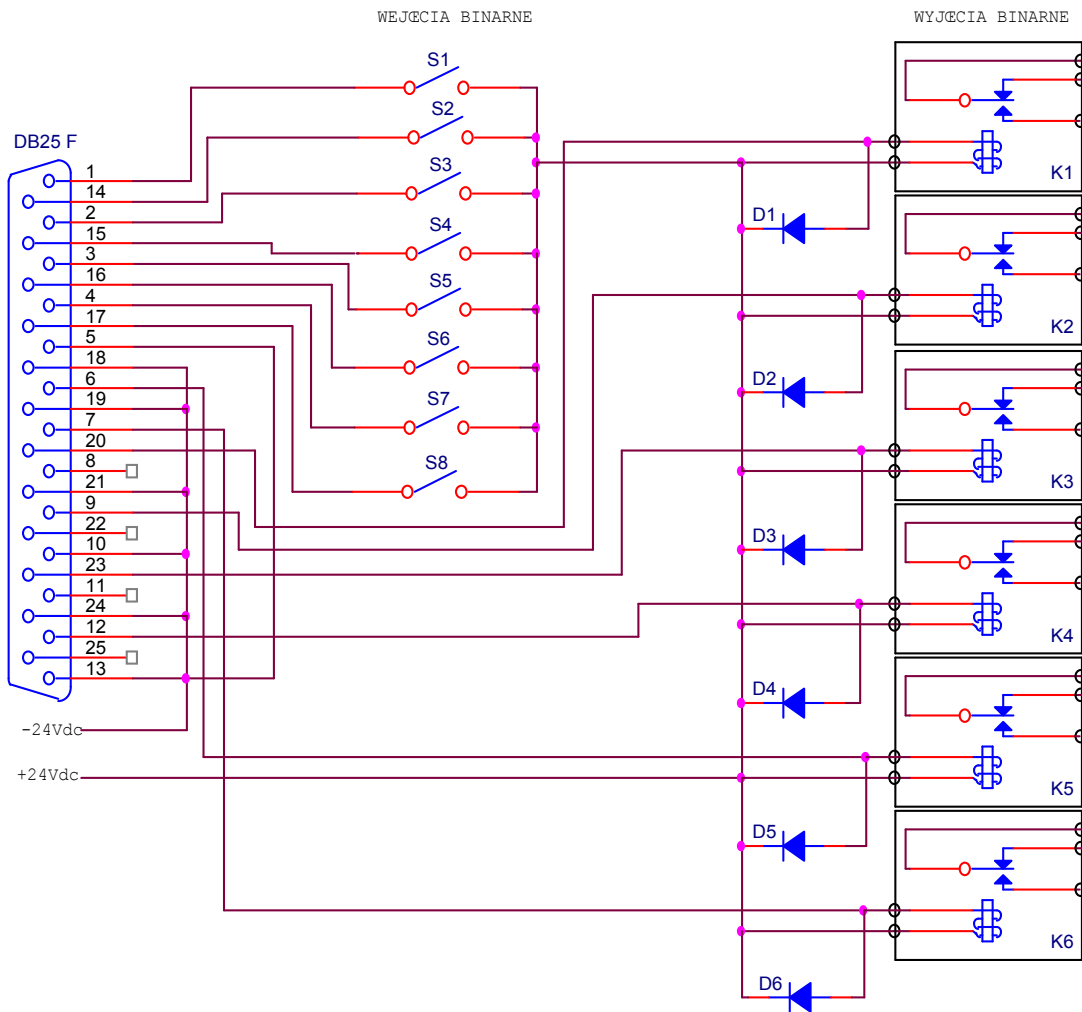 WEJŒCIA BINARNE
WYJŒCIA BINARNE
DB25 F
1
14
2
15
3
16
4
17
5
18
6
19
7
20
8
21
9
22
10
23
11
24
12
25
13
-24Vdc
+24Vdc
S1
S2
S3
S4
S5
S6
S7
S8
D1
D2
D3
D4
D5
D6
K1
K2
K3
K4
K5
K6